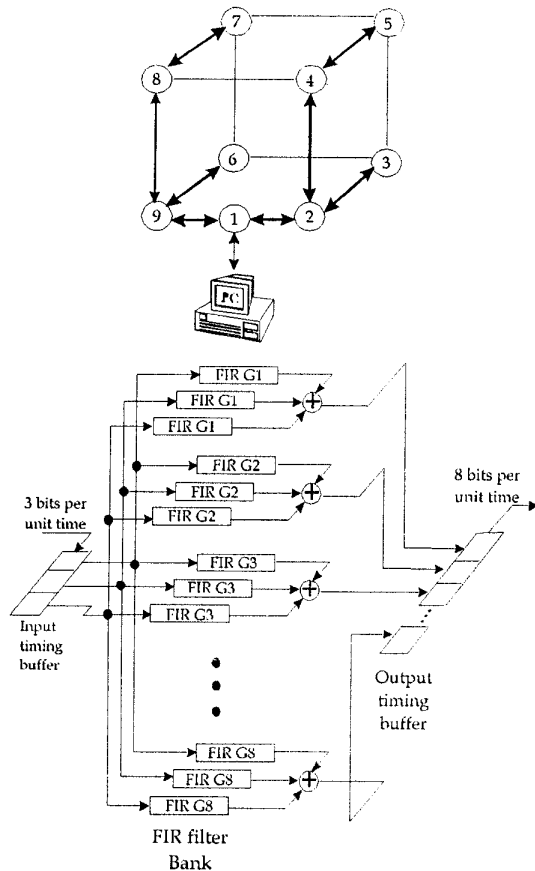 7
5
8
4
6
3
9
1
2
PC
FIR G1
FIR G1
FIR G1
FIR G2
FIR G2
FIR G2
3 bits per
unit time
8 bits per
unit time
FIR G3
FIR G3
FIR G3
Input
timing
buffer
Output
timing
buffer
FIR G8
FIR G8
FIR G8
FIR filter
Bank